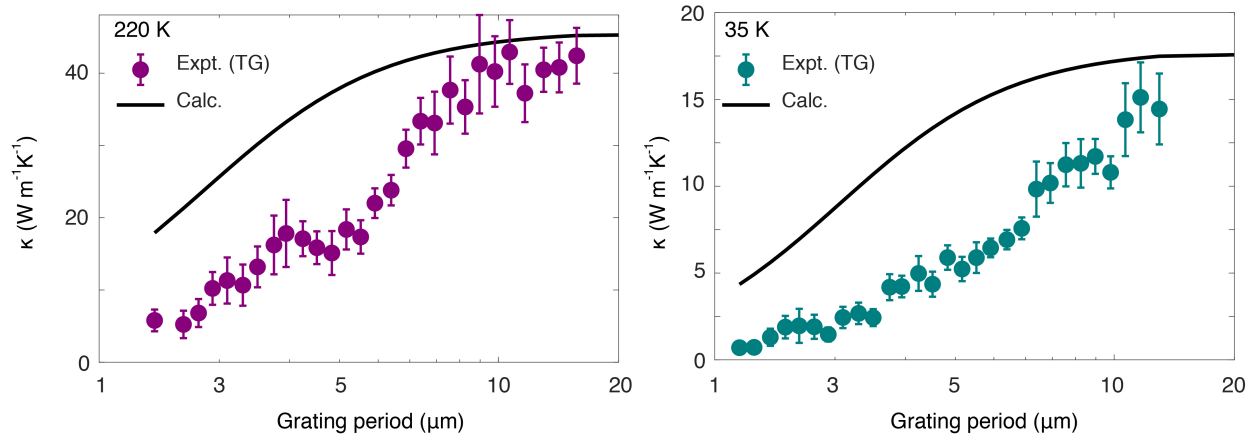 220 K
Expt. (TG)
Calc.
40
20
0
κ (W m⁻¹K⁻¹)
1
3
5
10
20
Grating period (μm)
35 K
Expt. (TG)
Calc.
20
15
10
5
0
κ (W m⁻¹K⁻¹)
1
3
5
10
20
Grating period (μm)